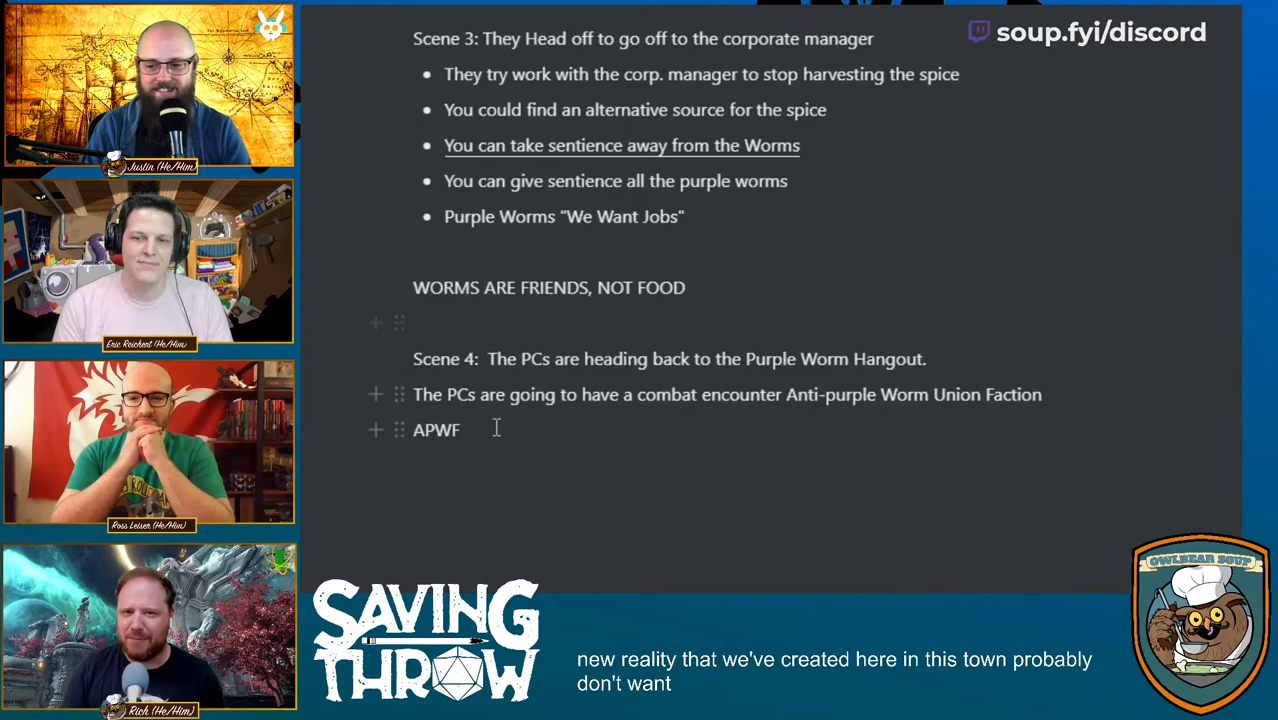 soup.fyi/discord
Scene 3: They Head off to go off to the corporate manager
They try work with the corp. manager to stop harvesting the spice
You could find an alternative source for the spice
You can take sentience away from the Worms
You can give sentience all the purple worms
Purple Worms "We Want Jobs"
WORMS ARE FRIENDS, NOT FOOD
Scene 4: The PCs are heading back to the Purple Worm Hangout.
The PCs are going to have a combat encounter Anti-purple Worm Union Faction
APWF
Justin (He/Him)
Eric Reichert (He/Him)
Ross Leiser (He/Him)
Rich (He/Him)
SAVING
THROW
new reality that we've created here in this town probably
don't want
OWLBEAR SOUP